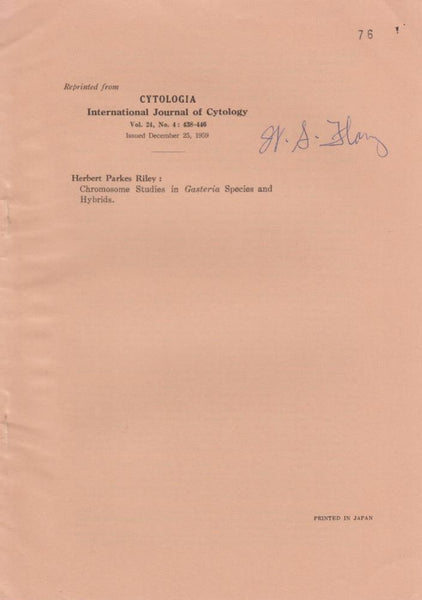 76
Reprinted from
CYTOLOGIA
International Journal of Cytology
Vol. 24, No. 4 : 438-446
Issued December 25, 1959
Herbert Parkes Riley :
Chromosome Studies in Gasteria Species and
Hybrids.
PRINTED IN JAPAN